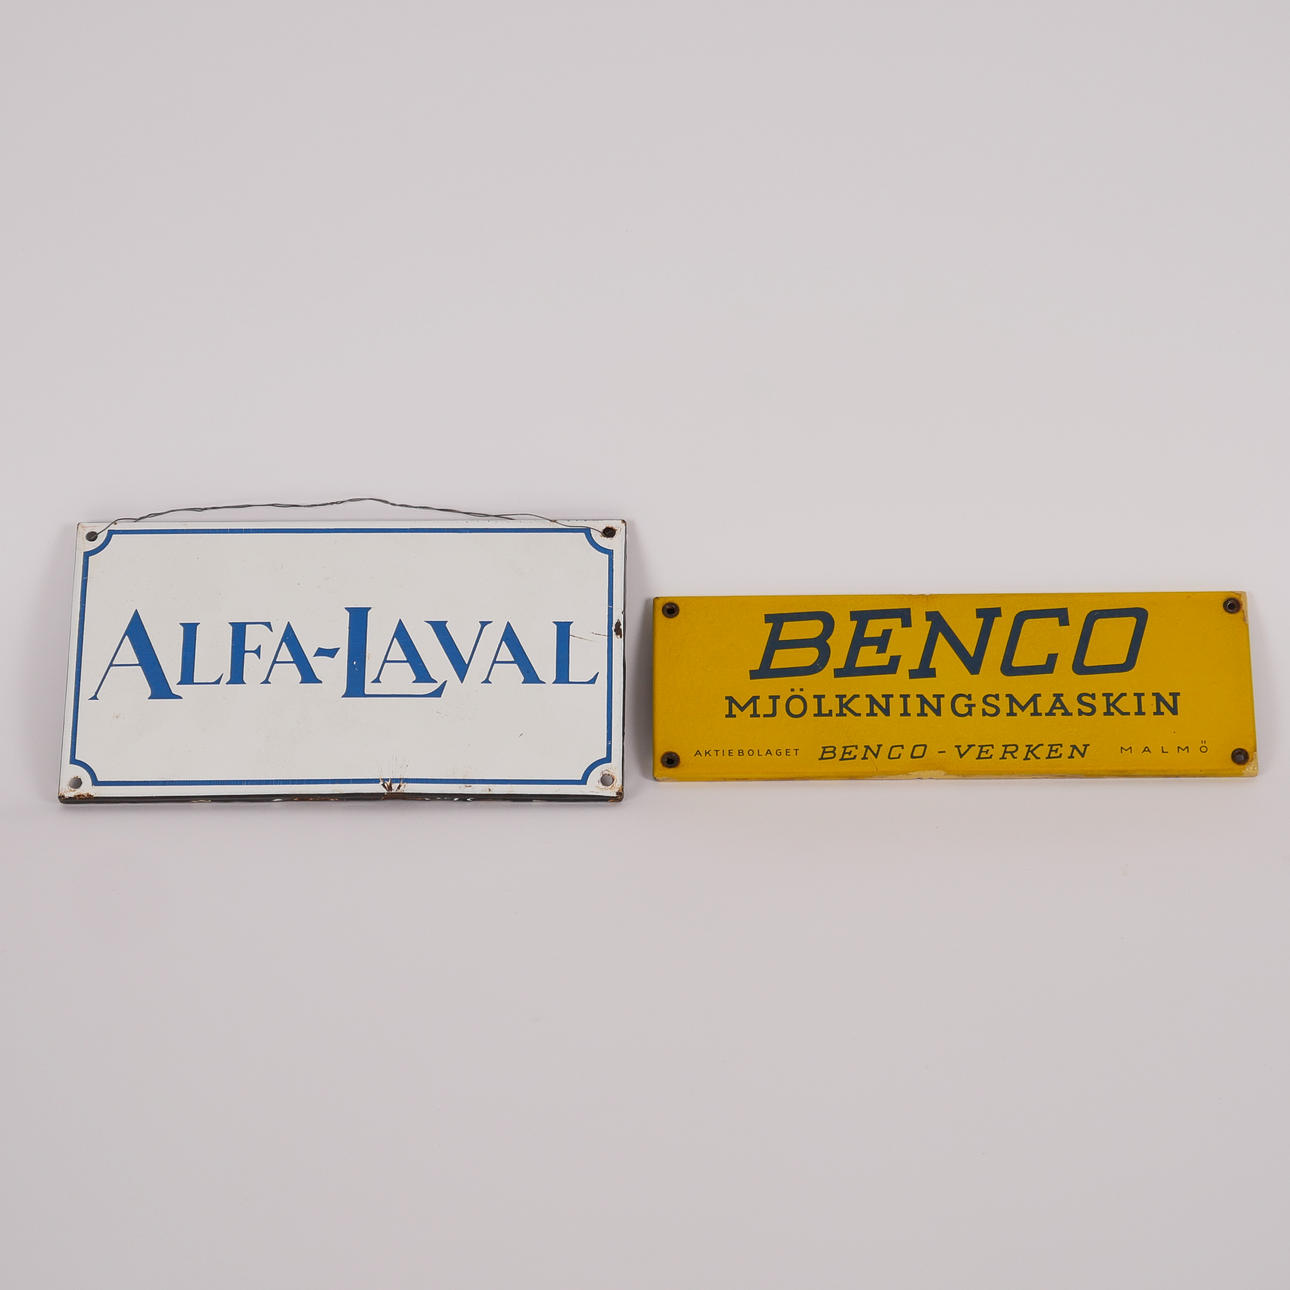 ALFA-LAVAL
BENCO
MJÖLKNINGSMASKIN
AKTIEBOLAGET BENCO-VERKEN MALMÖ